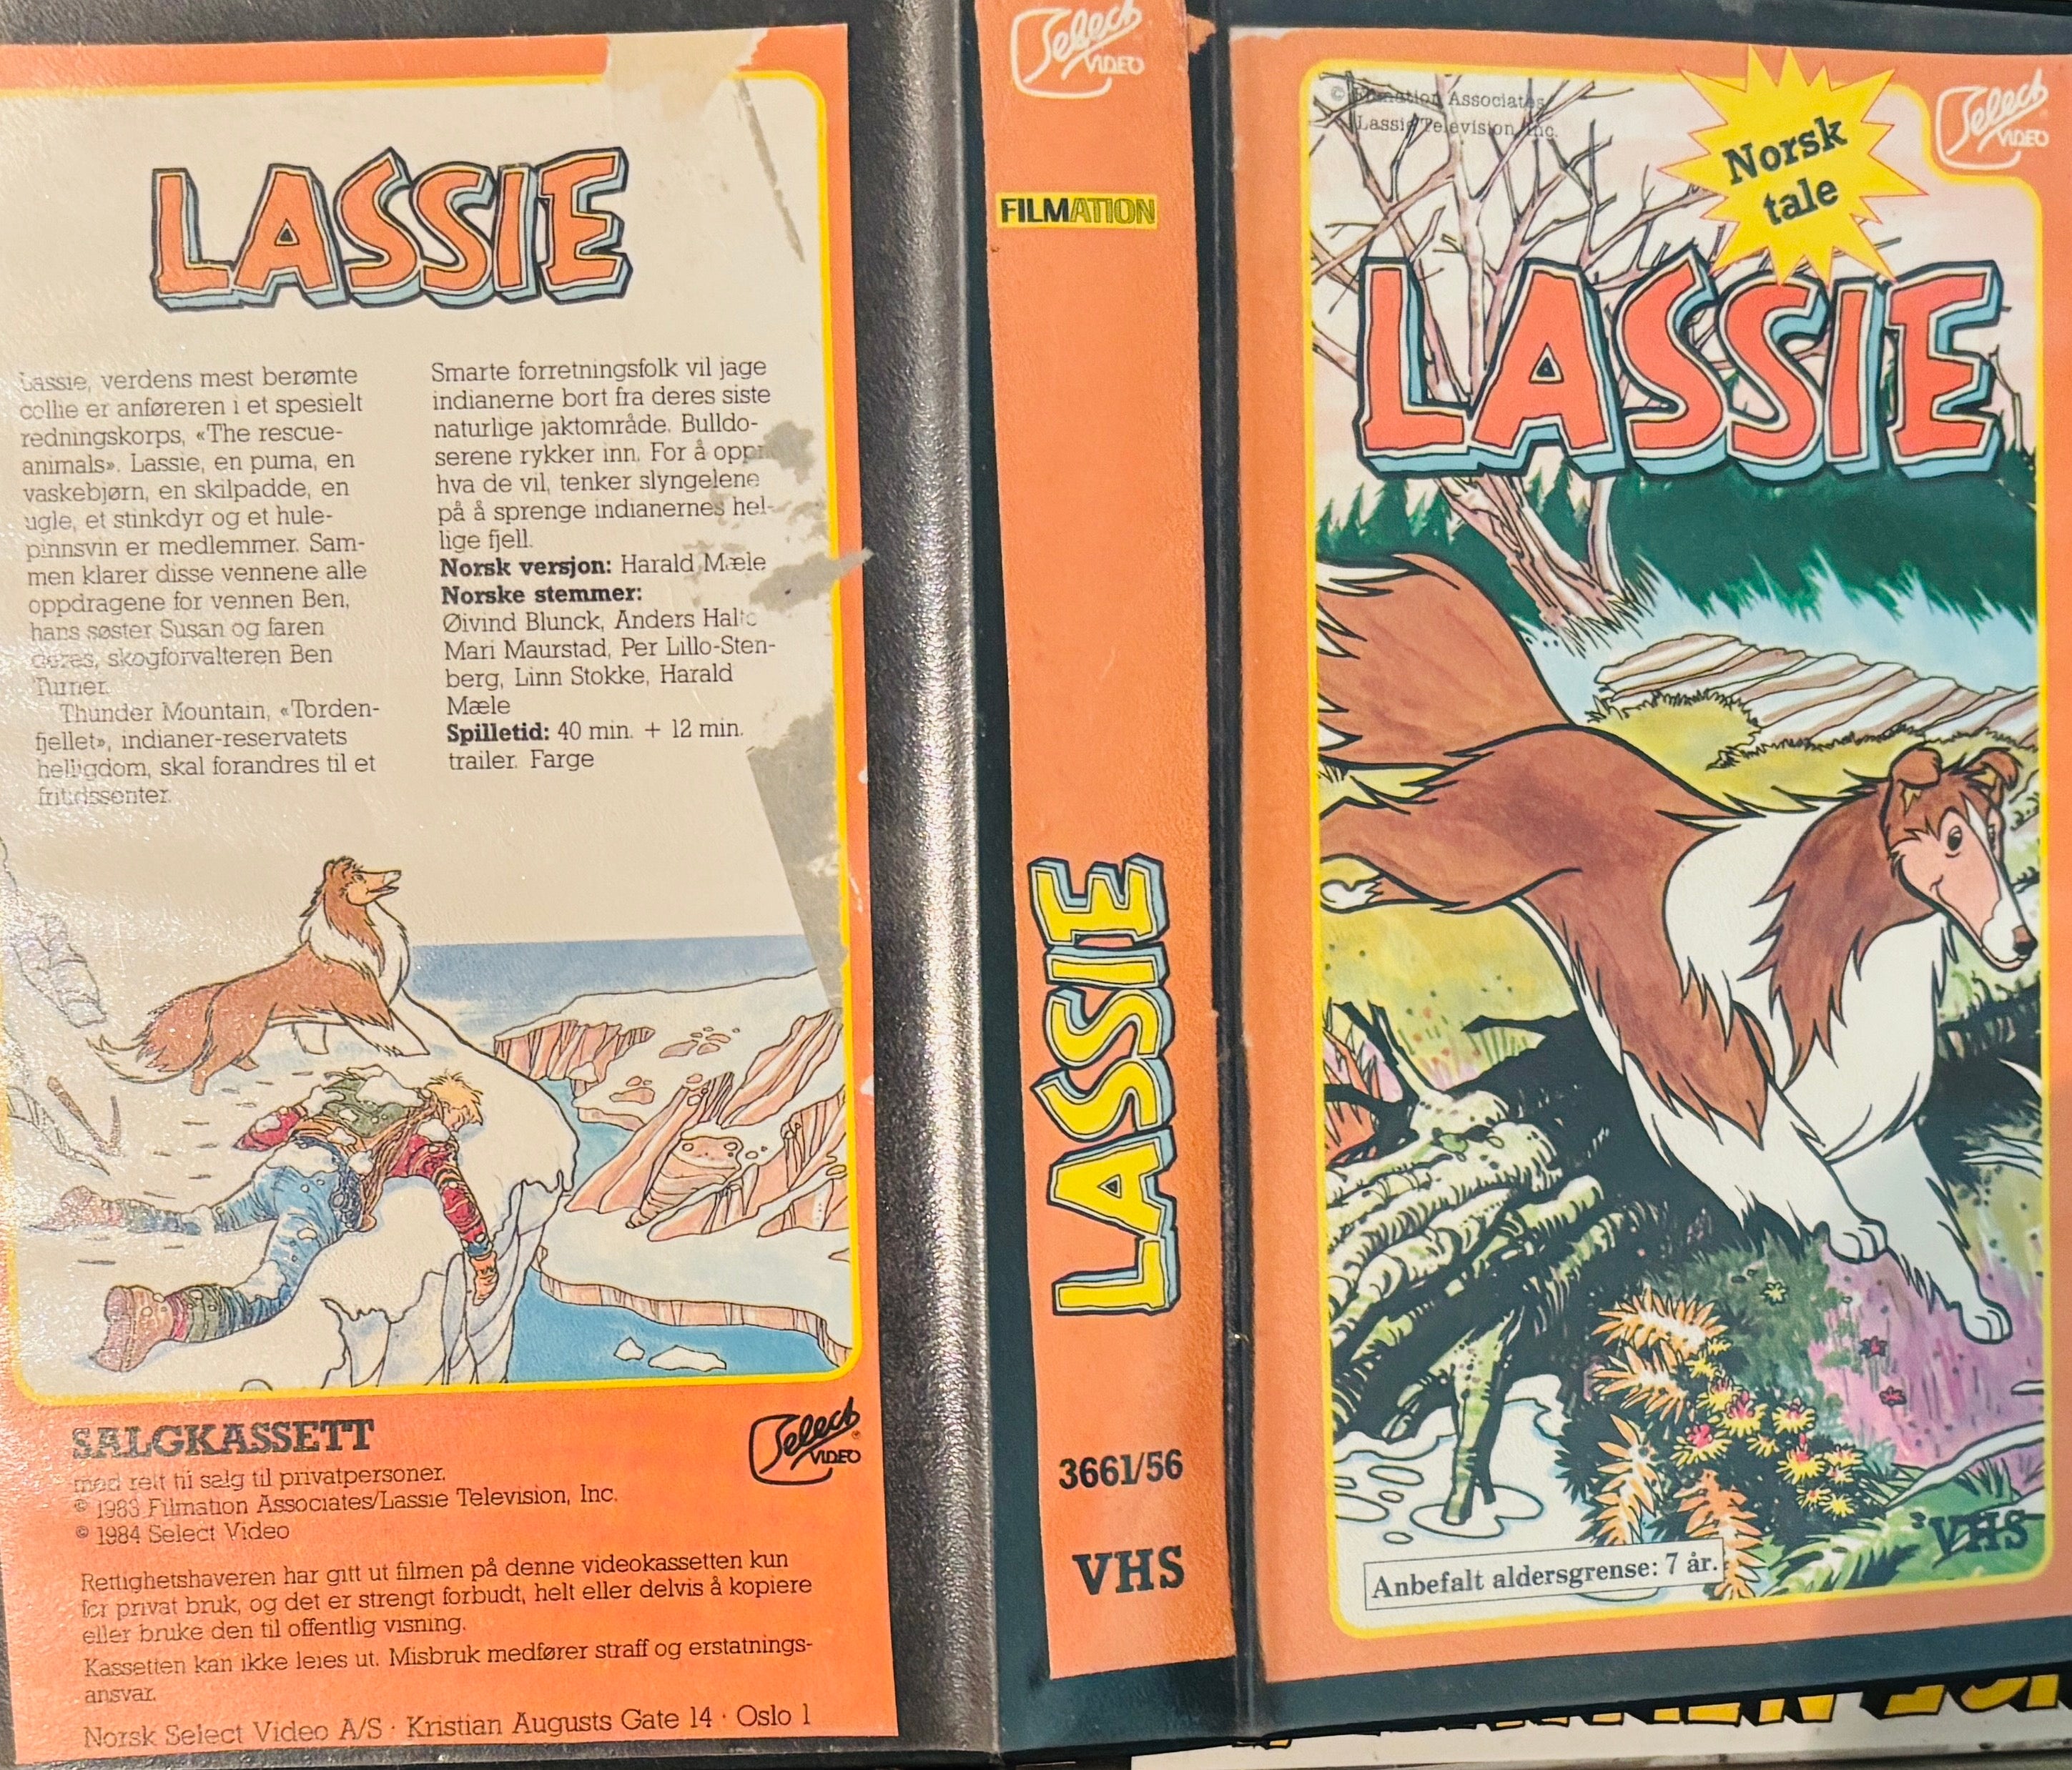 LASSIE
Lassie, verdens mest berømte
collie er anføreren i et spesielt
redningskorps, «The rescue-
animals». Lassie, en puma, en
vaskebjørn, en skilpadde, en
ugle, et stinkdyr og et hule-
pinnsvin er medlemmer. Sam-
men klarer disse vennene alle
oppdragene for vennen Ben,
hans søster Susan og faren
deres, skogforvalteren Ben
Turner.
Thunder Mountain, «Torden-
fjellet», indianer-reservatets
helligdom, skal forandres til et
fritidssenter.
Smarte forretningsfolk vil jage
indianerne bort fra deres siste
naturlige jaktområde. Bulldo-
serene rykker inn. For å
hva de vil, tenker slyngelene
på å sprenge indianernes hel-
lige fjell.
Norsk versjon: Harald Mæle
Norske stemmer:
Øivind Blunck, Anders
Mari Maurstad, Per Lillo-Sten-
berg, Linn Stokke, Harald
Mæle
Spilletid: 40 min. + 12 min.
trailer. Farge
SALGKASSETT
med rett til salg til privatpersoner.
© 1983 Filmation Associates/Lassie Television, Inc.
© 1984 Select Video
Select VIDEO
Rettighetshaveren har gitt ut filmen på denne videokassetten kun
for privat bruk, og det er strengt forbudt, helt eller delvis å kopiere
eller bruke den til offentlig visning.
Kassetten kan ikke leies ut. Misbruk medfører straff og erstatnings-
ansvar.
Norsk Select Video A/S · Kristian Augusts Gate 14 · Oslo 1
Select VIDEO
FILMATION
LASSIE
3661/56
VHS
© Filmation Associates
Lassie Television, Inc.
Norsk
tale
Select VIDEO
LASSIE
VHS
Anbefalt aldersgrense: 7 år.